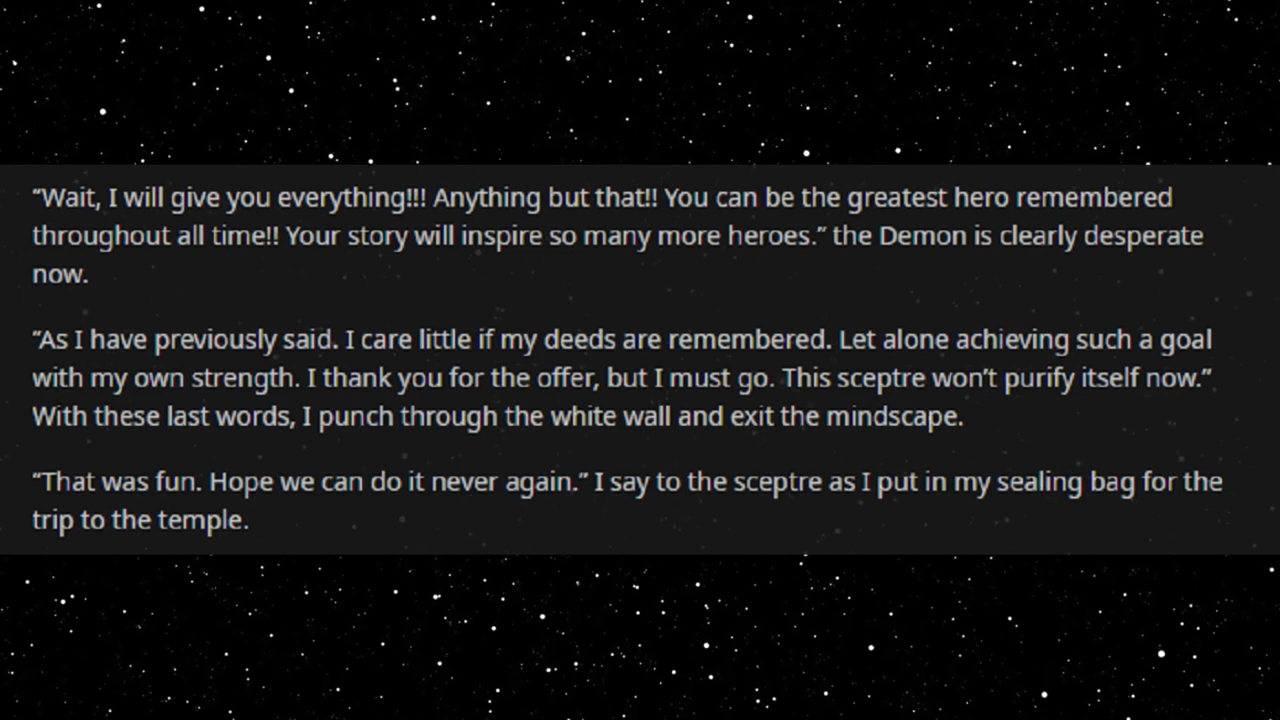 “Wait, I will give you everything!!! Anything but that!! You can be the greatest hero remembered
throughout all time!! Your story will inspire so many more heroes.” the Demon is clearly desperate
now.
“As I have previously said. I care little if my deeds are remembered. Let alone achieving such a goal
with my own strength. I thank you for the offer, but I must go. This sceptre won’t purify itself now.”
With these last words, I punch through the white wall and exit the mindscape.
“That was fun. Hope we can do it never again.” I say to the sceptre as I put in my sealing bag for the
trip to the temple.